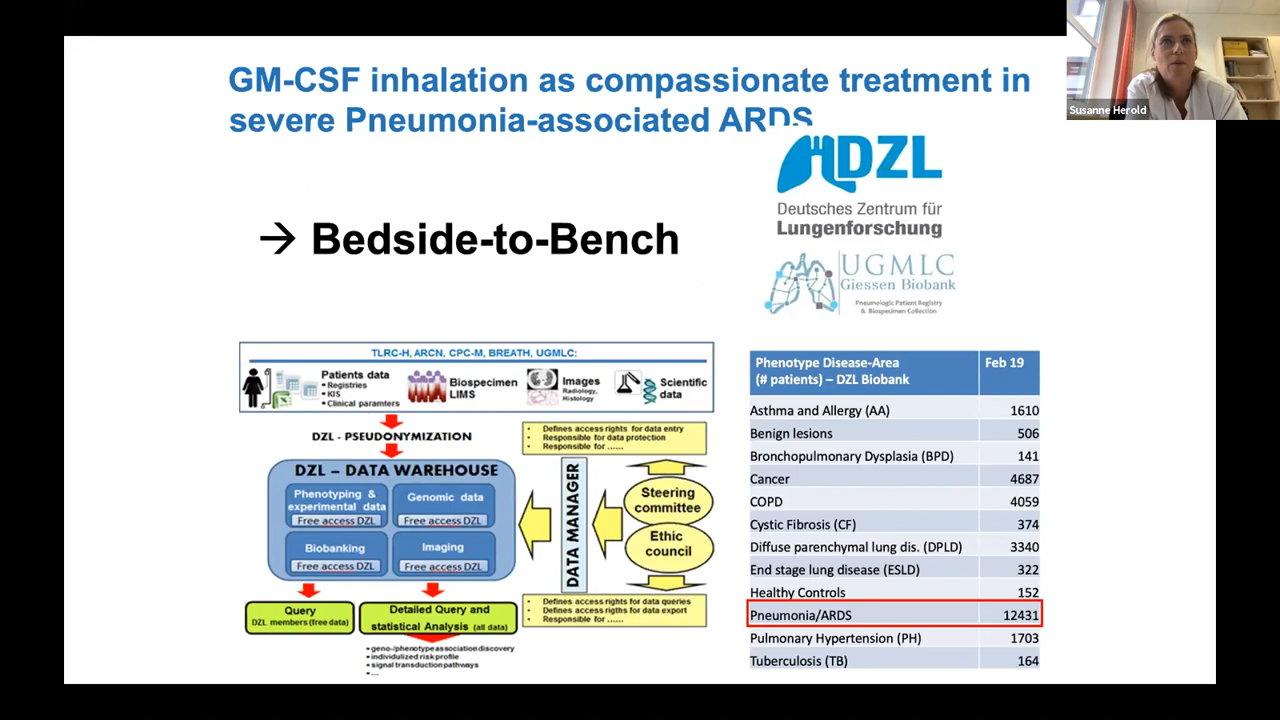 GM-CSF inhalation as compassionate treatment in
severe Pneumonia-associated ARDS
Susanne Herold
→ Bedside-to-Bench
DZL
Deutsches Zentrum für
Lungenforschung
UGMLC
Giessen Biobank
Pneumologic Patient Registry
& Biospecimen Collection
TLRC-H, ARCN, CPC-M, BREATH, UGMLC:
Patients data
• Registries
• KIS
• Clinical paramters
Biospecimen
LIMS
Images
Radiology,
Histology
Scientific
data
DZL - PSEUDONYMIZATION
• Defines access rights for data entry
• Responsible for data protection
• Responsible for ......
DZL – DATA WAREHOUSE
Phenotyping &
experimental data
Free access DZL
Genomic data
Free access DZL
Biobanking
Free access DZL
Imaging
Free access DZL
DATA MANAGER
Steering
committee
Ethic
council
Query
DZL members (free data)
Detailed Query and
statistical Analysis (all data)
• Defines access rights for data queries
• Defines access rigths for data export
• Responsible for ......
• geno-/phenotype association discovery
• individualized risk profile
• signal transduction pathways
• ...
Phenotype Disease-Area
(# patients) – DZL Biobank
Feb 19
Asthma and Allergy (AA) 1610
Benign lesions 506
Bronchopulmonary Dysplasia (BPD) 141
Cancer 4687
COPD 4059
Cystic Fibrosis (CF) 374
Diffuse parenchymal lung dis. (DPLD) 3340
End stage lung disease (ESLD) 322
Healthy Controls 152
Pneumonia/ARDS 12431
Pulmonary Hypertension (PH) 1703
Tuberculosis (TB) 164